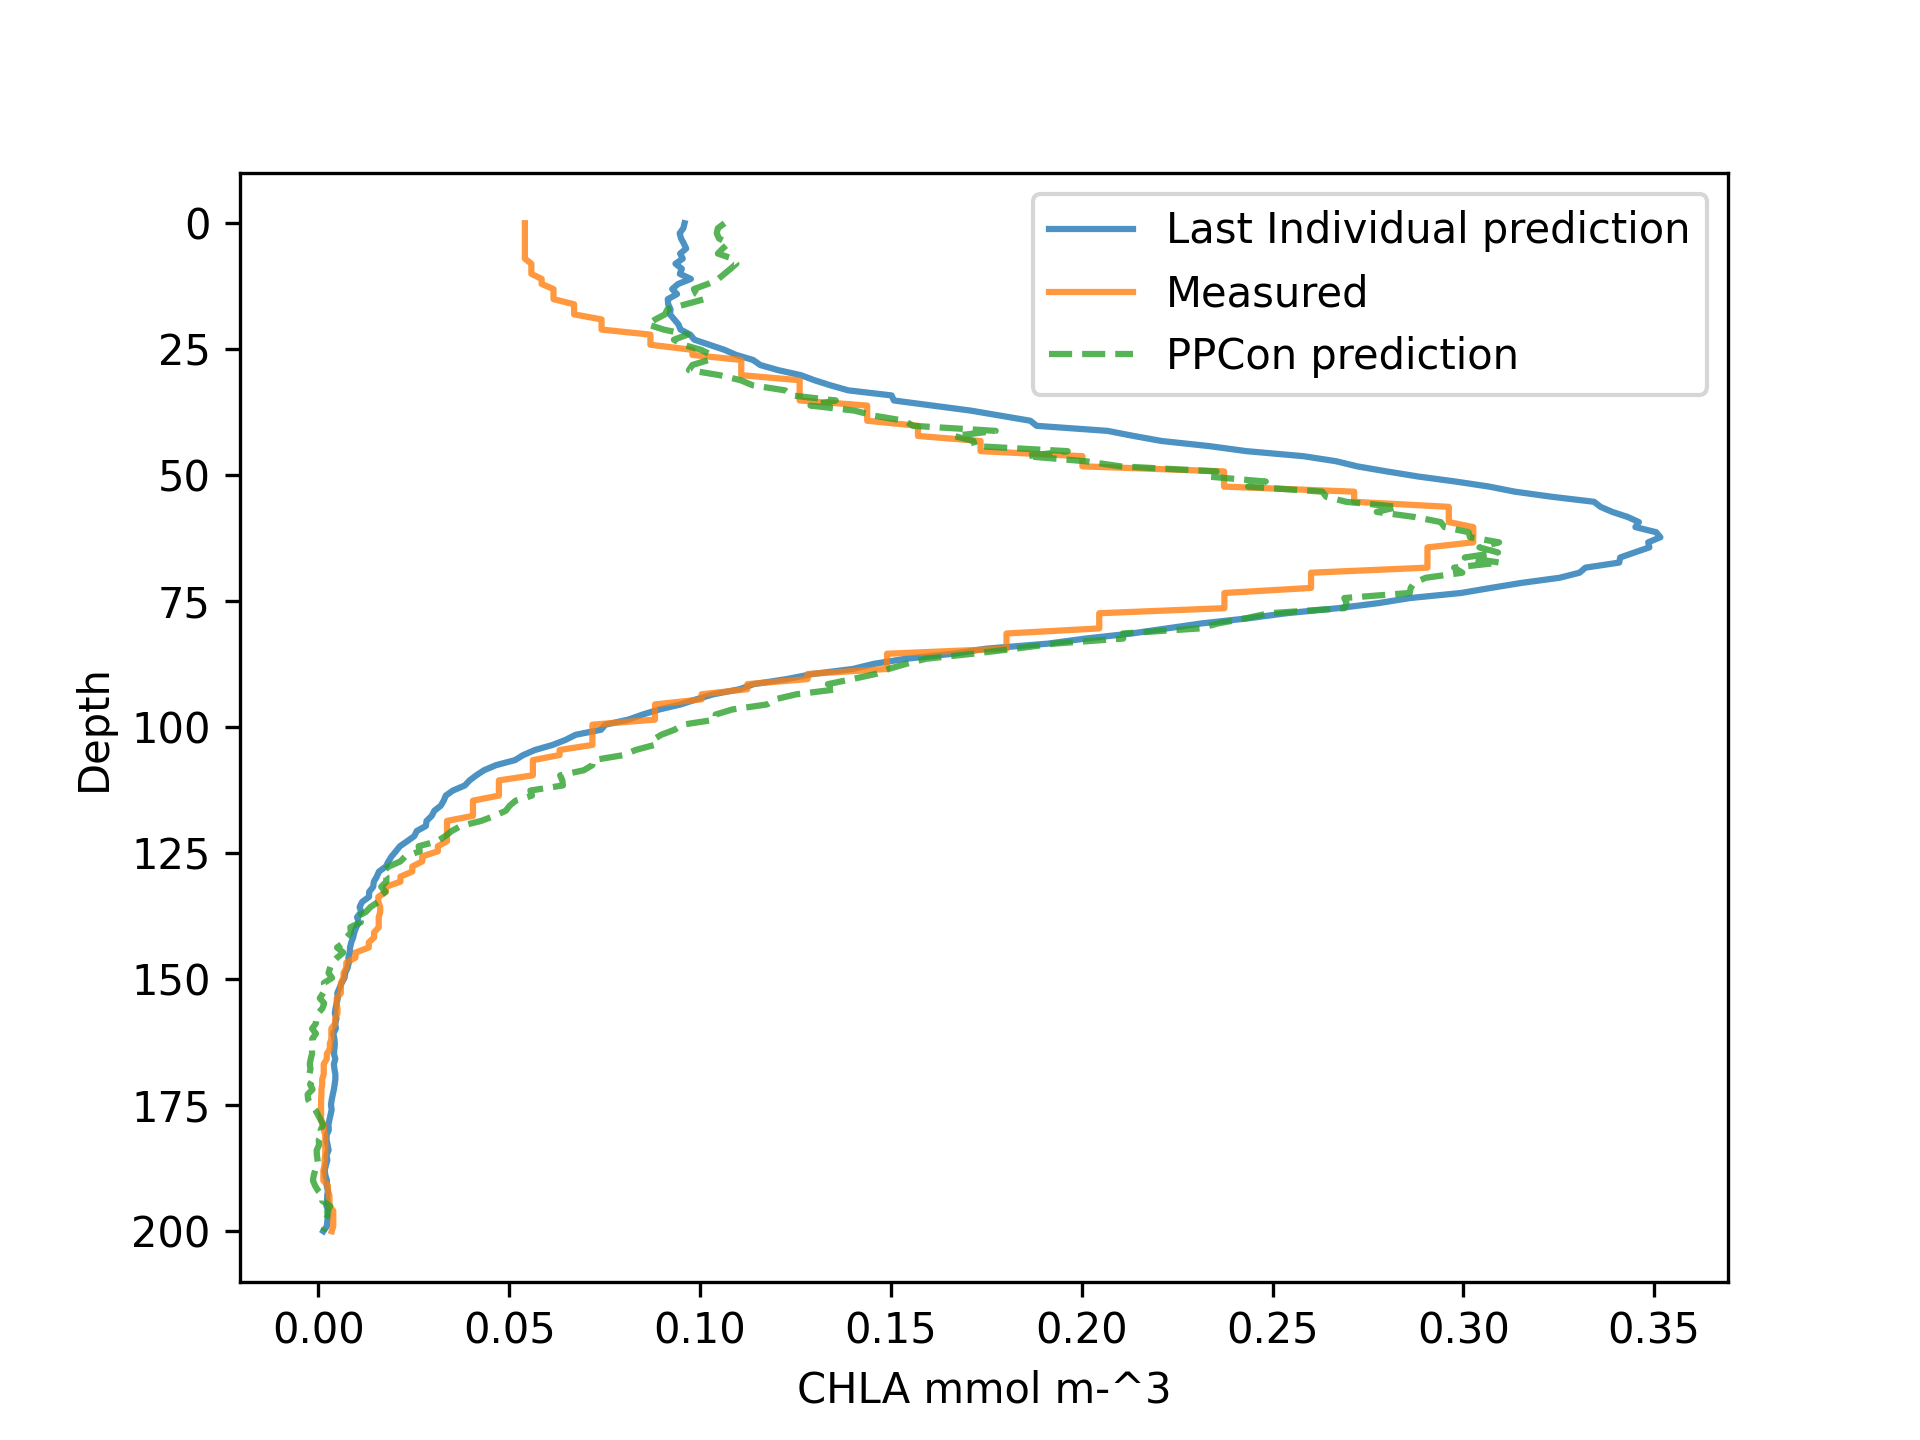 Last Individual prediction
Measured
PPCon prediction
0
25
50
75
100
125
150
175
200
Depth
0.00 0.05 0.10 0.15 0.20 0.25 0.30 0.35
CHLA mmol m-^3